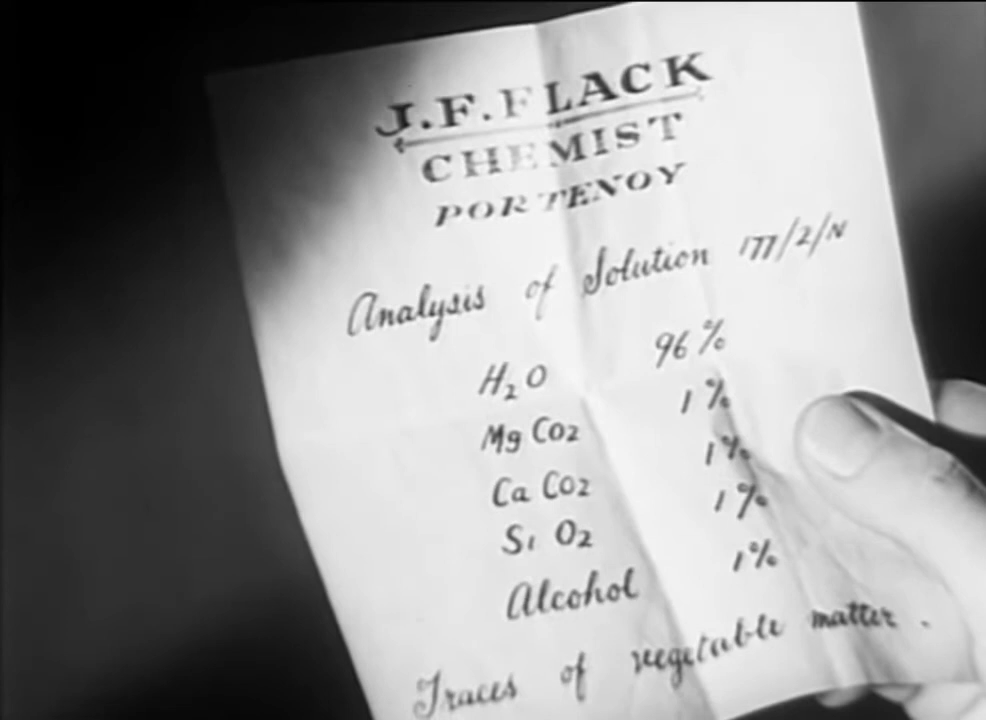 J.F.FLACK
CHEMIST
PORTENOY
Analysis of Solution 177/2/N
H2O 96%
Mg Co2 1%
Ca Co2 1%
Si O2 1%
Alcohol 1%
Traces of vegetable matter.